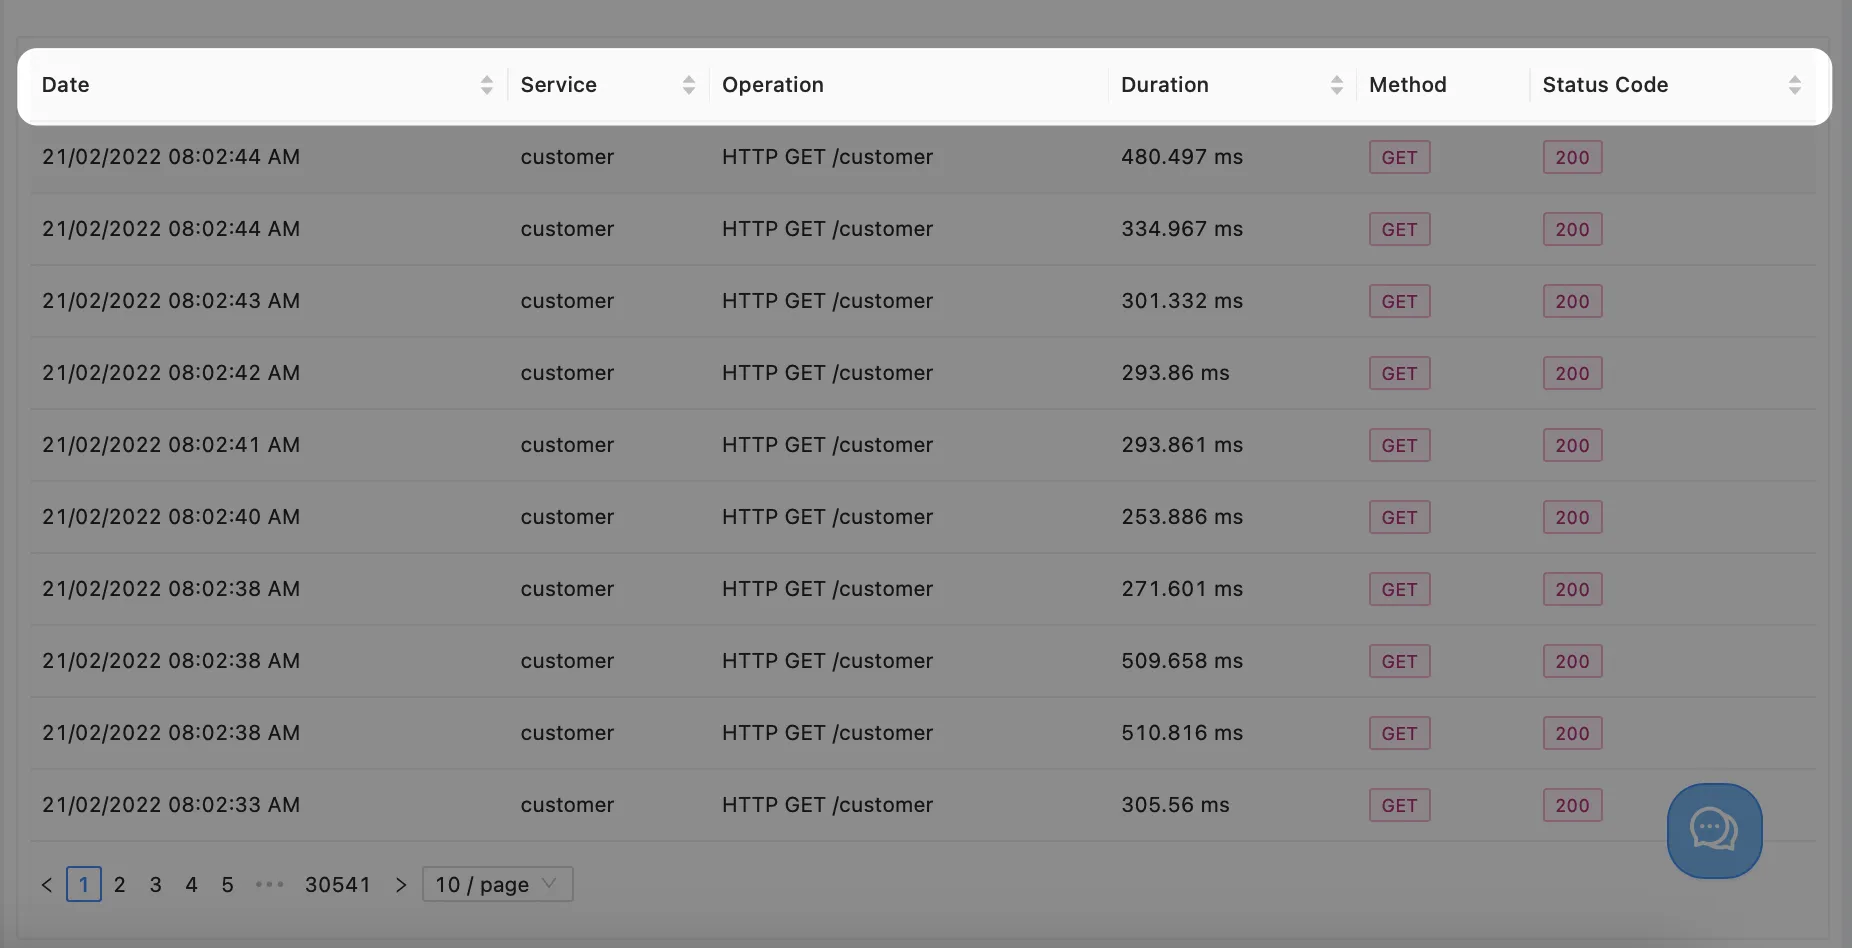 Date Service Operation Duration Method Status Code
21/02/2022 08:02:44 AM customer HTTP GET /customer 480.497 ms GET 200
21/02/2022 08:02:44 AM customer HTTP GET /customer 334.967 ms GET 200
21/02/2022 08:02:43 AM customer HTTP GET /customer 301.332 ms GET 200
21/02/2022 08:02:42 AM customer HTTP GET /customer 293.86 ms GET 200
21/02/2022 08:02:41 AM customer HTTP GET /customer 293.861 ms GET 200
21/02/2022 08:02:40 AM customer HTTP GET /customer 253.886 ms GET 200
21/02/2022 08:02:38 AM customer HTTP GET /customer 271.601 ms GET 200
21/02/2022 08:02:38 AM customer HTTP GET /customer 509.658 ms GET 200
21/02/2022 08:02:38 AM customer HTTP GET /customer 510.816 ms GET 200
21/02/2022 08:02:33 AM customer HTTP GET /customer 305.56 ms GET 200
< 1 2 3 4 5 ••• 30541 > 10 / page